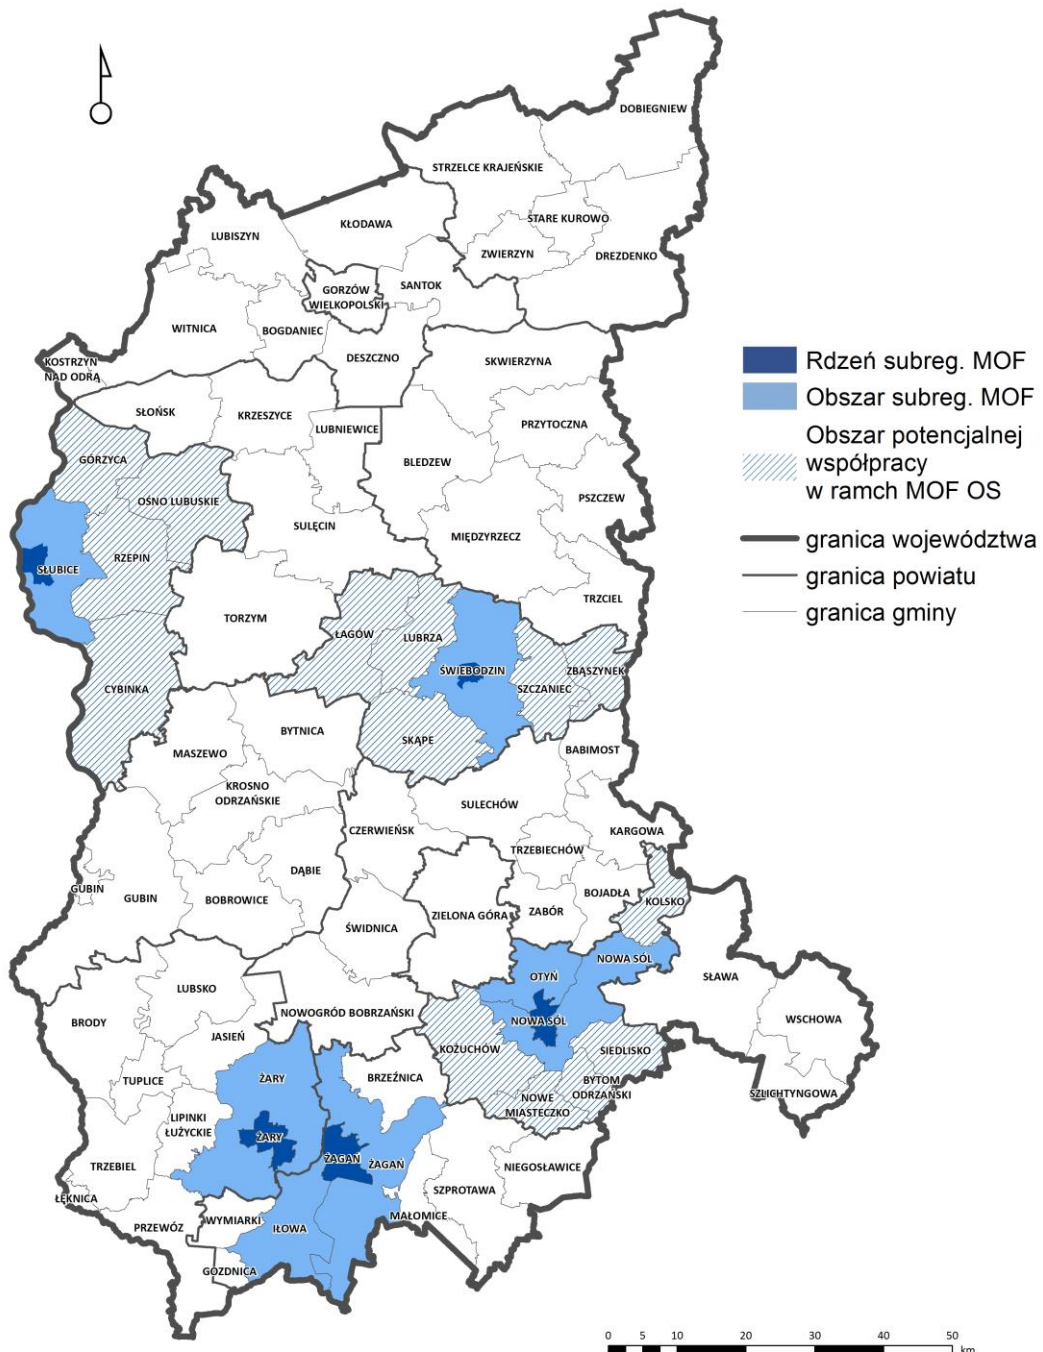 DOBIEGNIEW
STRZELCE KRAJEŃSKIE
STARE KUROWO
KŁODAWA
LUBISZYN
ZWIERZYN
DREZDENKO
SANTOK
GORZÓW
WIELKOPOLSKI
WITNICA
BOGDANIEC
DESZCZNO
SKWIERZYNA
KOSTRZYN
NAD ODRĄ
SŁOŃSK
KRZESZYCE
LUBNIEWICE
PRZYTOCZNA
GÓRZYCA
BLEDZEW
OŚNO LUBUSKIE
PSZCZEW
SULĘCIN
MIĘDZYRZECZ
RZEPIN
SŁUBICE
TRZCIEL
TORZYM
ŁAGÓW
LUBRZA
ŚWIEBODZIN
ZBĄSZYNEK
SZCZANIEC
CYBINKA
BYTNICA
SKĄPE
MASZEWO
BABIMOST
KROSNO
ODRZAŃSKIE
SULECHÓW
CZERWIEŃSK
KARGOWA
TRZEBIECHÓW
DĄBIE
GUBIN
GUBIN
BOBROWICE
BOJADŁA
KOLSKO
ZIELONA GÓRA
ZABÓR
ŚWIDNICA
NOWA SÓL
OTYŃ
SŁAWA
LUBSKO
BRODY
NOWOGRÓD BOBRZAŃSKI
NOWA SÓL
WSCHOWA
JASIEŃ
KOŻUCHÓW
SIEDLISKO
TUPLICE
ŻARY
BRZEŹNICA
BYTOM
ODRZAŃSKI
NOWE
MIASTECZKO
SZLICHTYNGOWA
LIPINKI
ŁUŻYCKIE
ŻARY
ŻAGAŃ
ŻAGAŃ
TRZEBIEL
NIEGOSŁAWICE
SZPROTAWA
ŁĘKNICA
MAŁOMICE
PRZEWÓZ
WYMIARKI
IŁOWA
GOZDNICA
Rdzeń subreg. MOF
Obszar subreg. MOF
Obszar potencjalnej
współpracy
w ramch MOF OS
granica województwa
granica powiatu
granica gminy
0 5 10 20 30 40 50
km